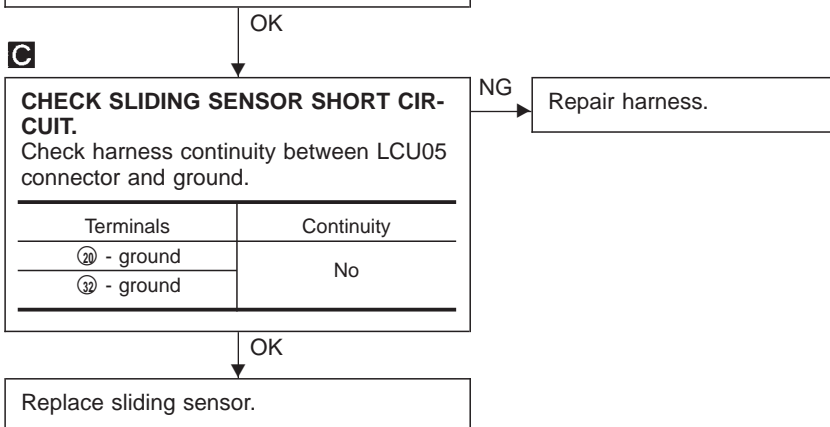 OK
C
CHECK SLIDING SENSOR SHORT CIR-
CUIT.
Check harness continuity between LCU05
connector and ground.
Terminals Continuity
⑳ - ground
No
㉜ - ground
NG
Repair harness.
OK
Replace sliding sensor.